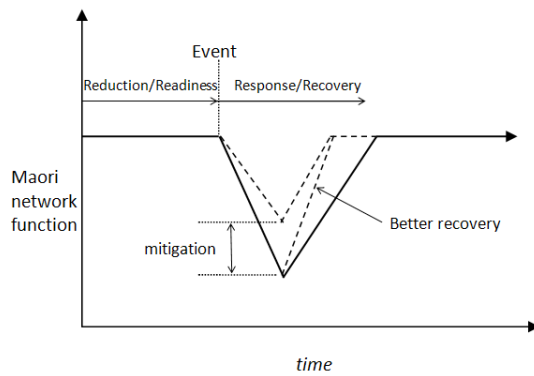 Event
Reduction/Readiness
Response/Recovery
Maori
network
function
Better recovery
mitigation
time